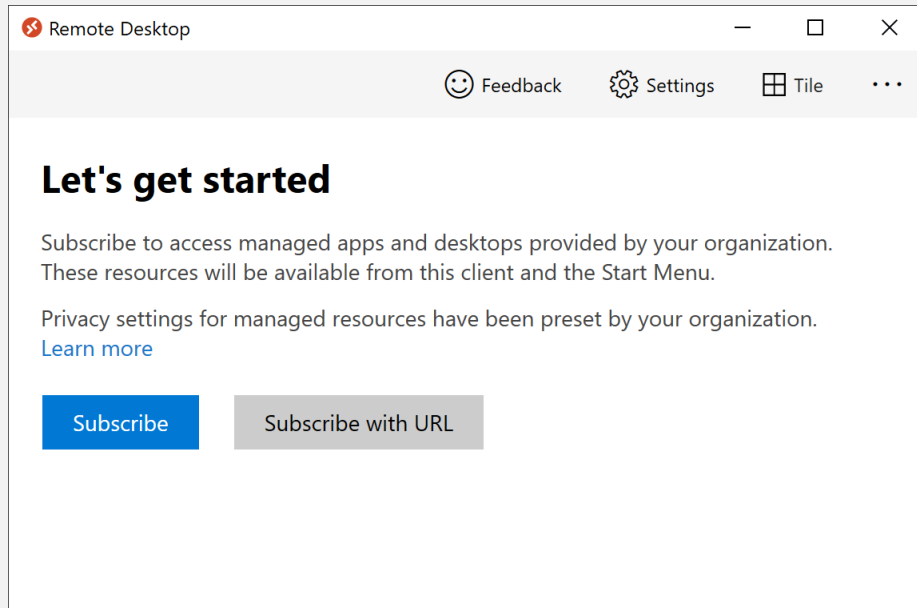 Remote Desktop
Feedback
Settings
Tile
Let's get started
Subscribe to access managed apps and desktops provided by your organization.
These resources will be available from this client and the Start Menu.
Privacy settings for managed resources have been preset by your organization.
Learn more
Subscribe
Subscribe with URL